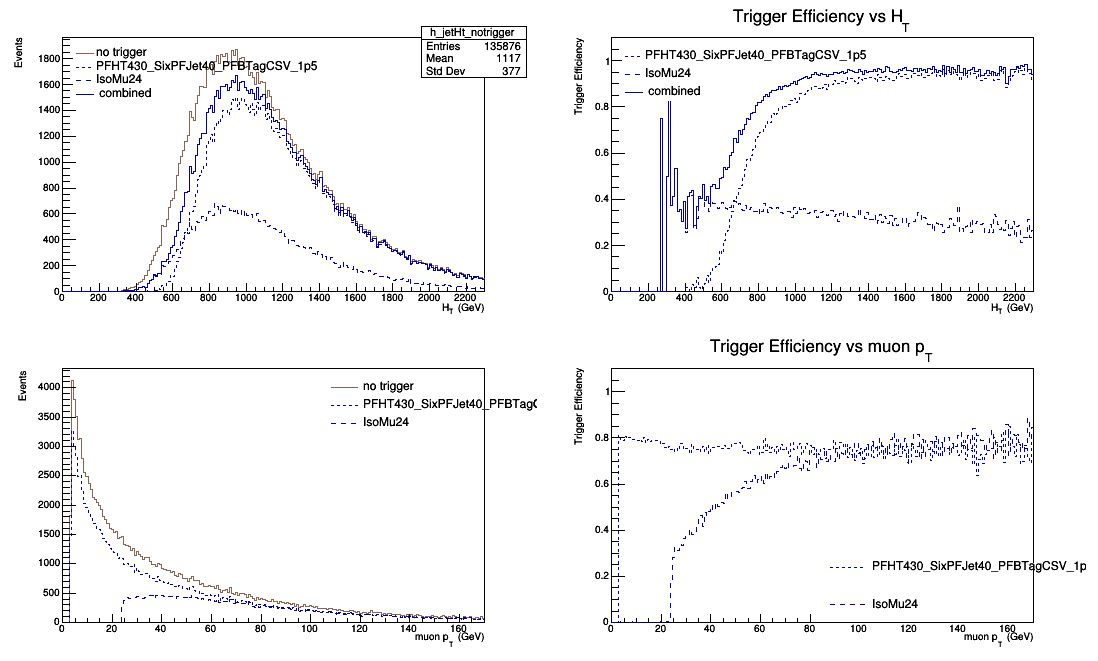 Events
no trigger
PFHT430_SixPFJet40_PFBTagCSV_1p5
IsoMu24
combined
h_jetHt_notrigger
Entries 135876
Mean 1117
Std Dev 377
1800
1600
1400
1200
1000
800
600
400
200
0
0 200 400 600 800 1000 1200 1400 1600 1800 2000 2200
H_T (GeV)
Trigger Efficiency vs H_T
Trigger Efficiency
PFHT430_SixPFJet40_PFBTagCSV_1p5
IsoMu24
combined
1
0.8
0.6
0.4
0.2
0
0 200 400 600 800 1000 1200 1400 1600 1800 2000 2200
H_T (GeV)
Events
no trigger
PFHT430_SixPFJet40_PFBTag
IsoMu24
4000
3500
3000
2500
2000
1500
1000
500
0
0 20 40 60 80 100 120 140 160
muon p_T (GeV)
Trigger Efficiency vs muon p_T
Trigger Efficiency
1
0.8
0.6
0.4
0.2
0
PFHT430_SixPFJet40_PFBTagCSV_1p
IsoMu24
0 20 40 60 80 100 120 140 160
muon p_T (GeV)